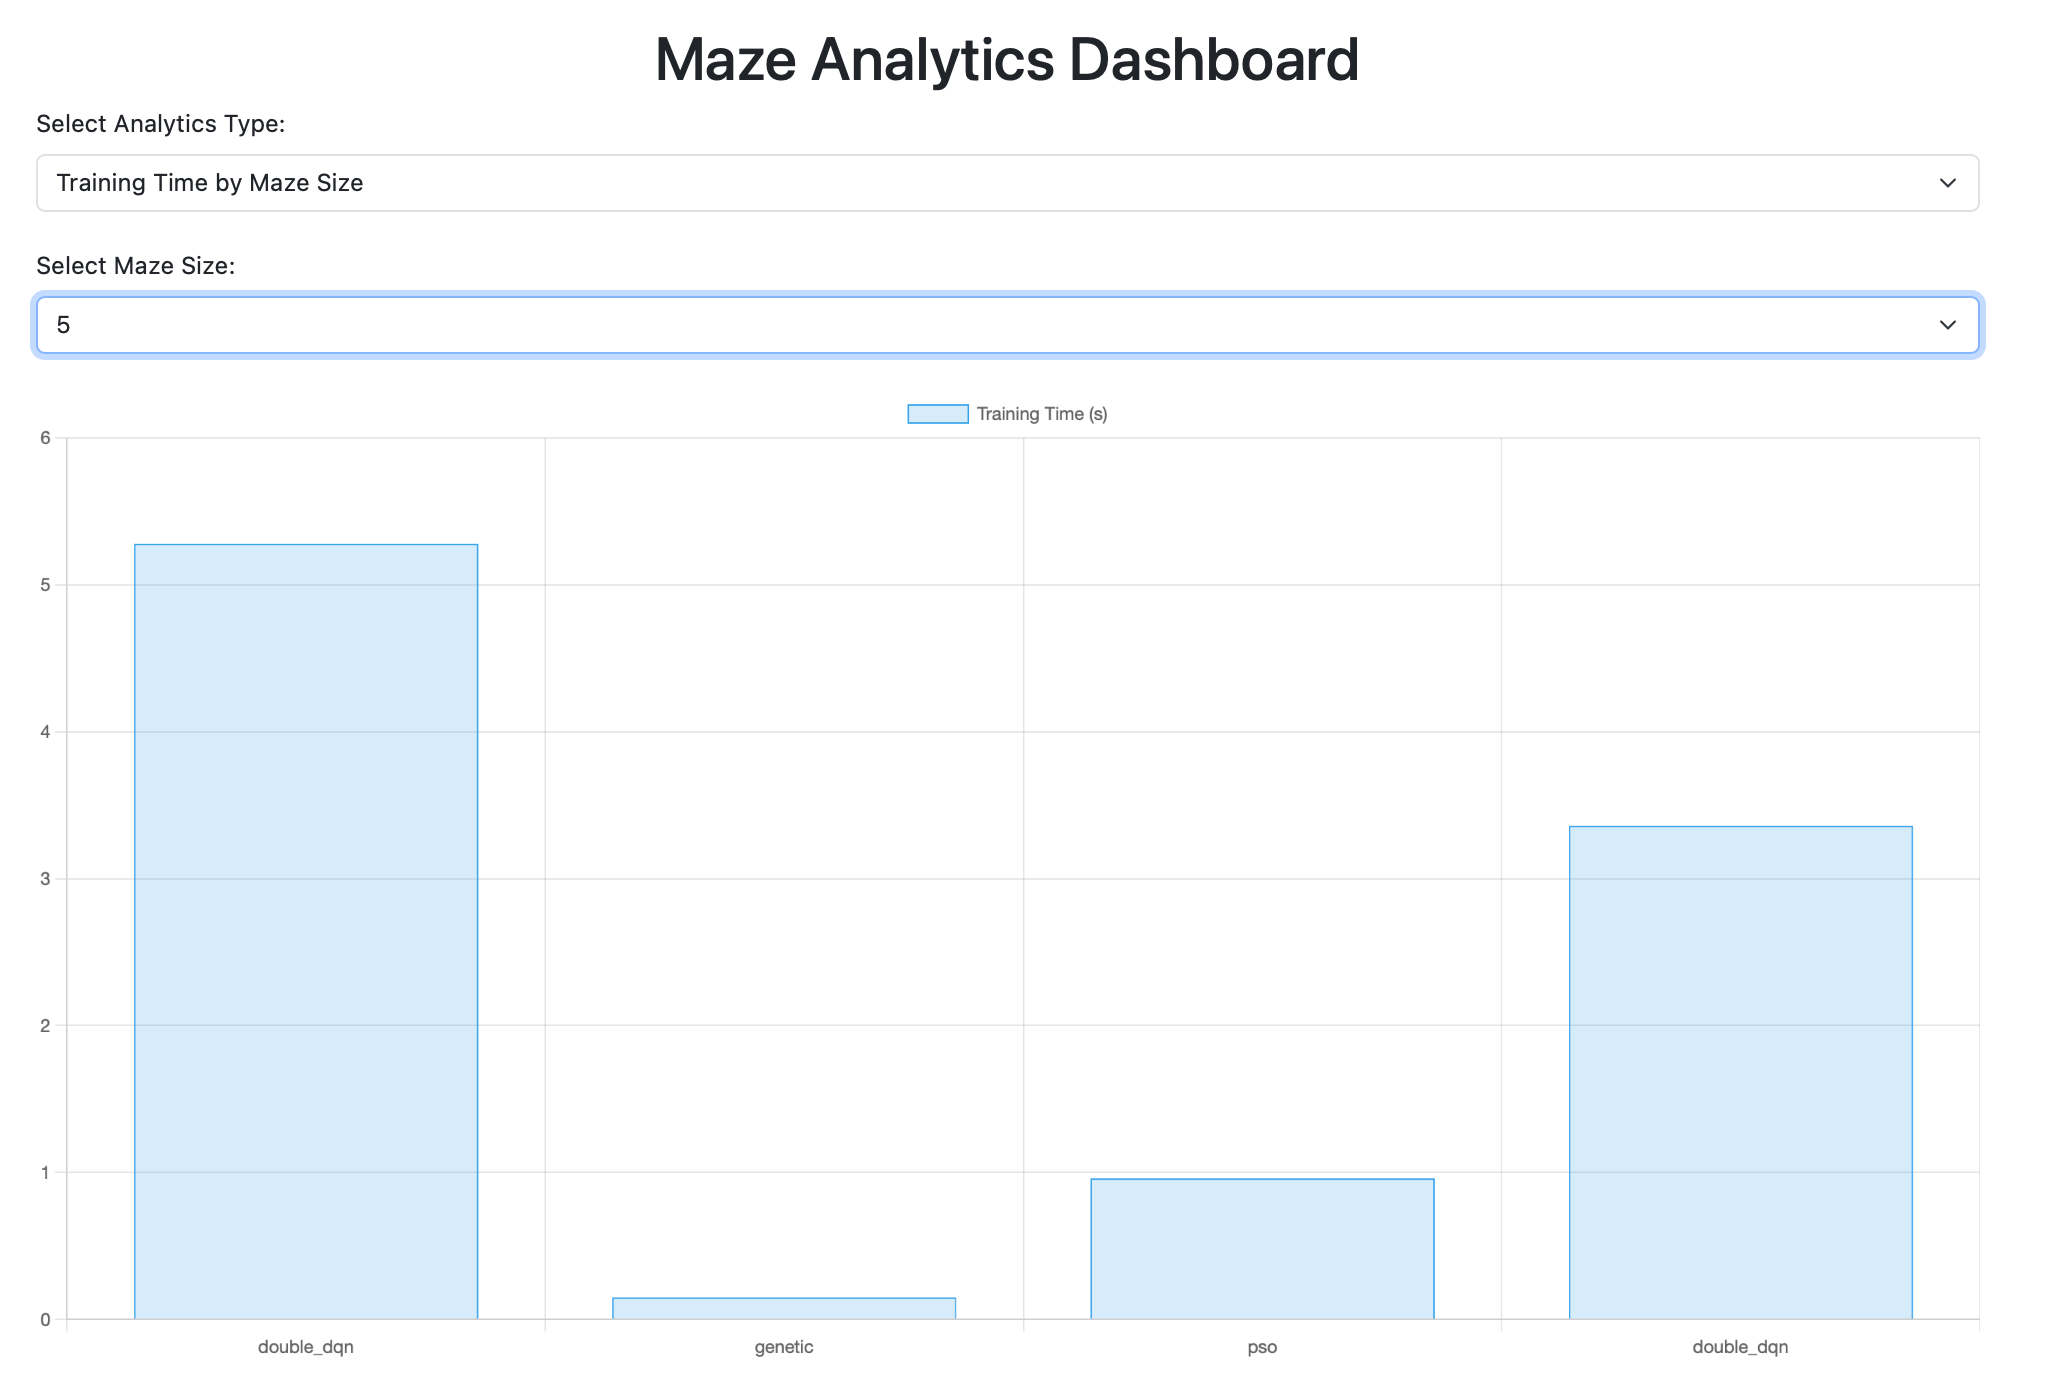 Maze Analytics Dashboard
Select Analytics Type:
Training Time by Maze Size
Select Maze Size:
5
Training Time (s)
6
5
4
3
2
1
0
double_dqn genetic pso double_dqn